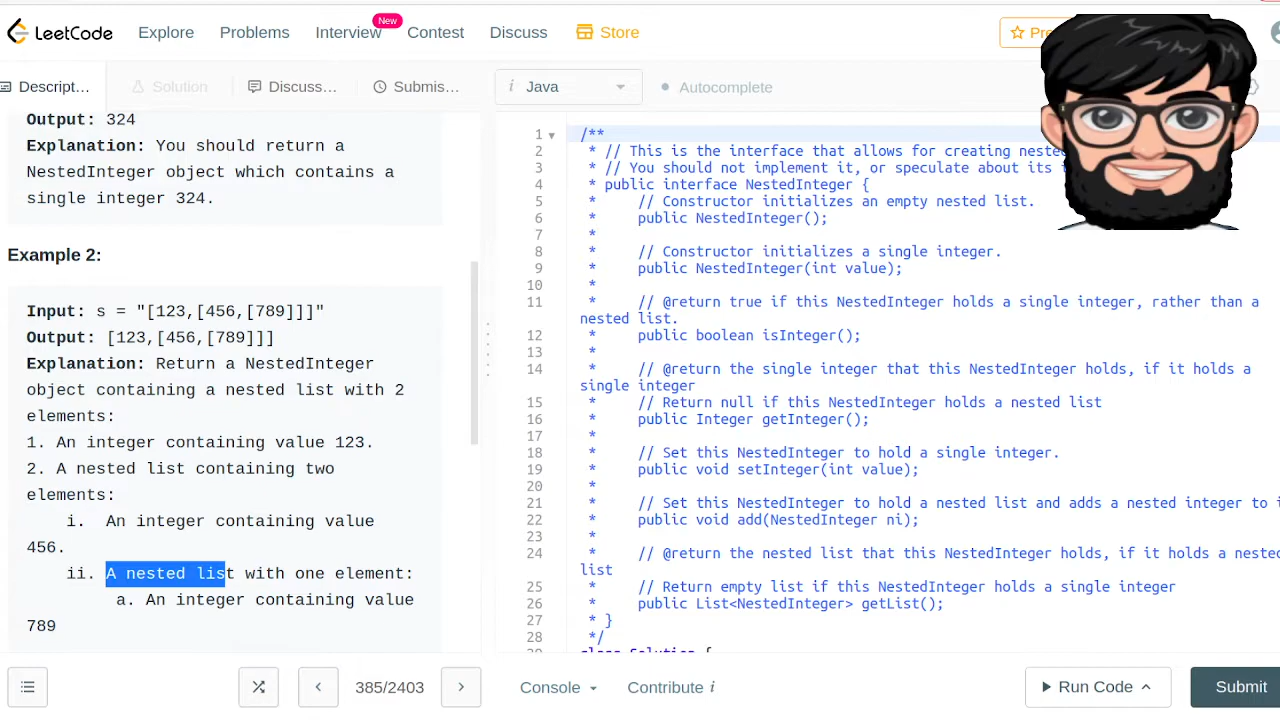 LeetCode Explore Problems Interview New Contest Discuss Store
Descript... Solution Discuss... Submis... i Java Autocomplete
Output: 324
Explanation: You should return a
NestedInteger object which contains a
single integer 324.
Example 2:
Input: s = "[123,[456,[789]]]"
Output: [123,[456,[789]]]
Explanation: Return a NestedInteger
object containing a nested list with 2
elements:
1. An integer containing value 123.
2. A nested list containing two
elements:
i. An integer containing value
456.
ii. A nested list with one element:
a. An integer containing value
789
1 /**
2 * // This is the interface that allows for creating
3 * // You should not implement it, or speculate about its
4 * public interface NestedInteger {
5 * // Constructor initializes an empty nested list.
6 * public NestedInteger();
7 *
8 * // Constructor initializes a single integer.
9 * public NestedInteger(int value);
10 *
11 * // @return true if this NestedInteger holds a single integer, rather than a
nested list.
12 * public boolean isInteger();
13 *
14 * // @return the single integer that this NestedInteger holds, if it holds a
single integer
15 * // Return null if this NestedInteger holds a nested list
16 * public Integer getInteger();
17 *
18 * // Set this NestedInteger to hold a single integer.
19 * public void setInteger(int value);
20 *
21 * // Set this NestedInteger to hold a nested list and adds a nested integer to
22 * public void add(NestedInteger ni);
23 *
24 * // @return the nested list that this NestedInteger holds, if it holds a nested
list
25 * // Return empty list if this NestedInteger holds a single integer
26 * public List<NestedInteger> getList();
27 * }
28 */
class Solution {
385/2403 Console Contribute i Run Code Submit